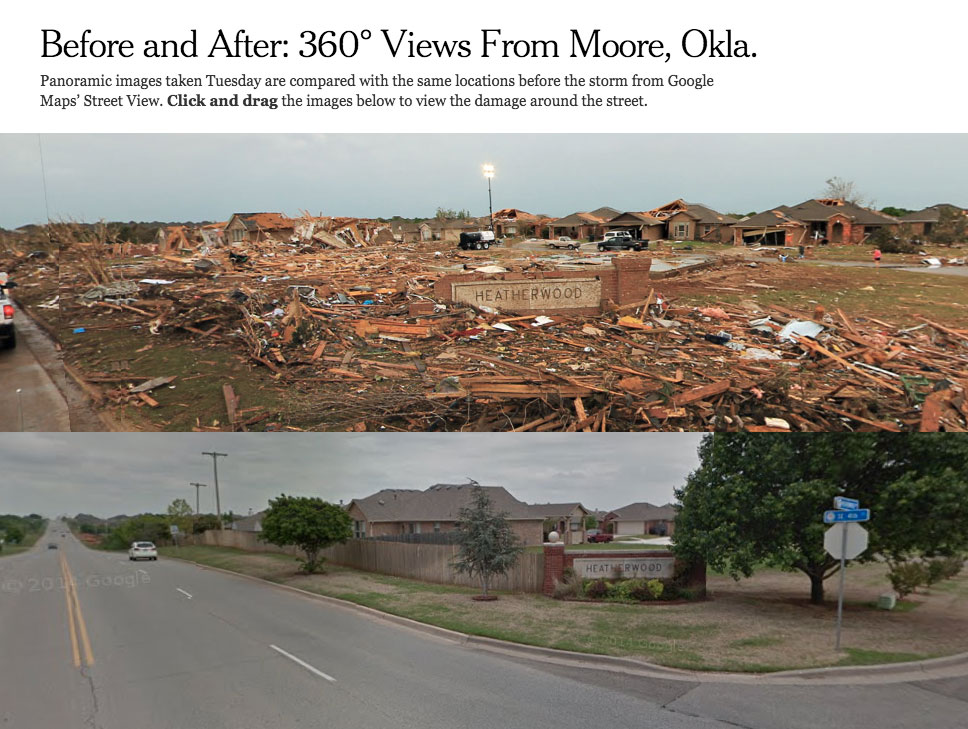 Before and After: 360° Views From Moore, Okla.
Panoramic images taken Tuesday are compared with the same locations before the storm from Google
Maps’ Street View. Click and drag the images below to view the damage around the street.
HEATHERWOOD
HEATHERWOOD
Google